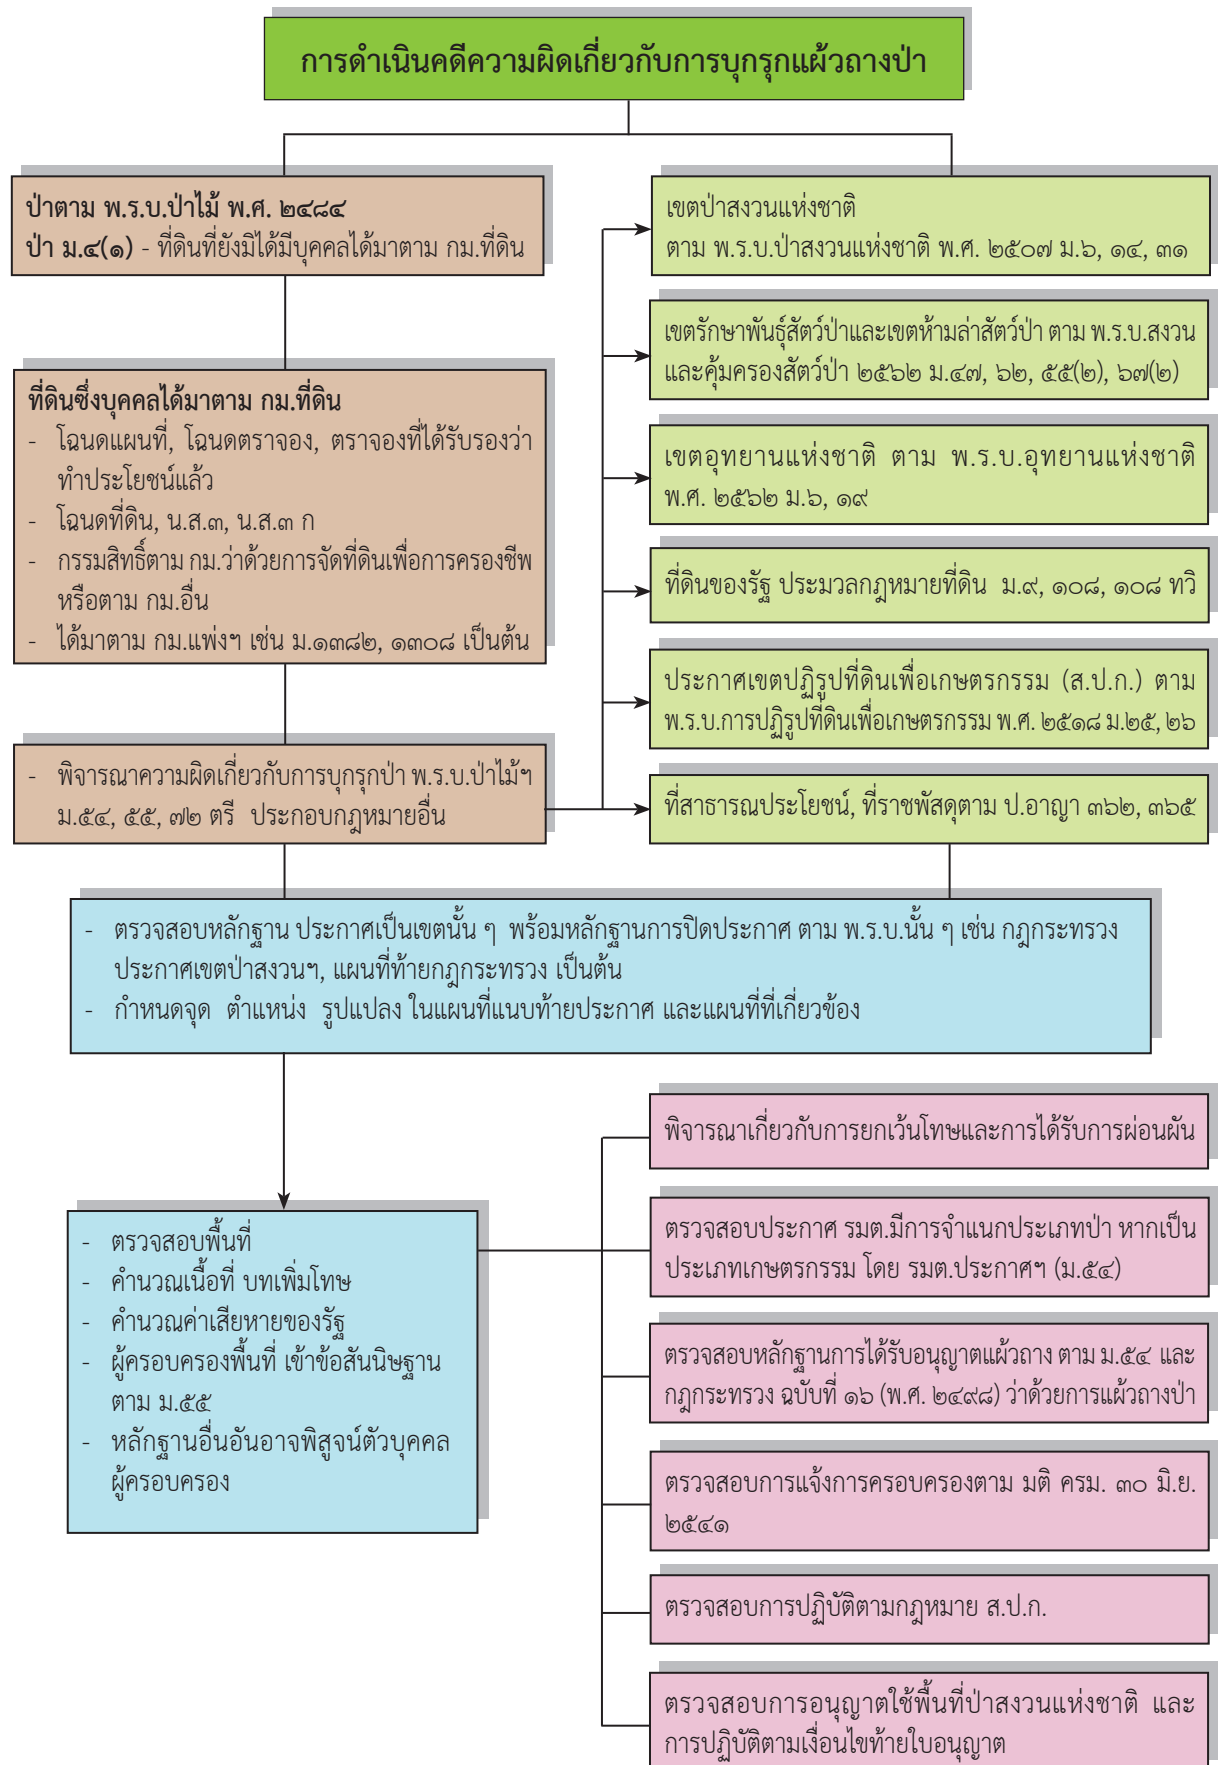 การดำเนินคดีความผิดเกี่ยวกับการบุกรุกแผ้วถางป่า
ป่าตาม พ.ร.บ.ป่าไม้ พ.ศ. ๒๔๘๔
ป่า ม.๔(๑) - ที่ดินที่ยังมิได้มีบุคคลได้มาตาม กม.ที่ดิน
ที่ดินซึ่งบุคคลได้มาตาม กม.ที่ดิน
- โฉนดแผนที่, โฉนดตราจอง, ตราจองที่ได้รับรองว่า
ทำประโยชน์แล้ว
- โฉนดที่ดิน, น.ส.๓, น.ส.๓ ก
- กรรมสิทธิ์ตาม กม.ว่าด้วยการจัดที่ดินเพื่อการครองชีพ
หรือตาม กม.อื่น
- ได้มาตาม กม.แพ่งฯ เช่น ม.๑๓๘๒, ๑๓๐๘ เป็นต้น
- พิจารณาความผิดเกี่ยวกับการบุกรุกป่า พ.ร.บ.ป่าไม้ฯ
ม.๕๔, ๕๕, ๗๒ ตรี ประกอบกฎหมายอื่น
เขตป่าสงวนแห่งชาติ
ตาม พ.ร.บ.ป่าสงวนแห่งชาติ พ.ศ. ๒๕๐๗ ม.๖, ๑๔, ๓๑
เขตรักษาพันธุ์สัตว์ป่าและเขตห้ามล่าสัตว์ป่า ตาม พ.ร.บ.สงวน
และคุ้มครองสัตว์ป่า ๒๕๖๒ ม.๔๗, ๖๒, ๕๕(๒), ๖๗(๒)
เขตอุทยานแห่งชาติ ตาม พ.ร.บ.อุทยานแห่งชาติ
พ.ศ. ๒๕๖๒ ม.๖, ๑๙
ที่ดินของรัฐ ประมวลกฎหมายที่ดิน ม.๙, ๑๐๘, ๑๐๘ ทวิ
ประกาศเขตปฏิรูปที่ดินเพื่อเกษตรกรรม (ส.ป.ก.) ตาม
พ.ร.บ.การปฏิรูปที่ดินเพื่อเกษตรกรรม พ.ศ. ๒๕๑๘ ม.๒๕, ๒๖
ที่สาธารณประโยชน์, ที่ราชพัสดุตาม ป.อาญา ๓๖๒, ๓๖๕
- ตรวจสอบหลักฐาน ประกาศเป็นเขตนั้น ๆ พร้อมหลักฐานการปิดประกาศ ตาม พ.ร.บ.นั้น ๆ เช่น กฎกระทรวง
ประกาศเขตป่าสงวนฯ, แผนที่ท้ายกฎกระทรวง เป็นต้น
- กำหนดจุด ตำแหน่ง รูปแปลง ในแผนที่แนบท้ายประกาศ และแผนที่ที่เกี่ยวข้อง
- ตรวจสอบพื้นที่
- คำนวณเนื้อที่ บทเพิ่มโทษ
- คำนวณค่าเสียหายของรัฐ
- ผู้ครอบครองพื้นที่ เข้าข้อสันนิษฐาน
ตาม ม.๕๕
- หลักฐานอื่นอันอาจพิสูจน์ตัวบุคคล
ผู้ครอบครอง
พิจารณาเกี่ยวกับการยกเว้นโทษและการได้รับการผ่อนผัน
ตรวจสอบประกาศ รมต.มีการจำแนกประเภทป่า หากเป็น
ประเภทเกษตรกรรม โดย รมต.ประกาศฯ (ม.๕๔)
ตรวจสอบหลักฐานการได้รับอนุญาตแผ้วถาง ตาม ม.๕๔ และ
กฎกระทรวง ฉบับที่ ๑๖ (พ.ศ. ๒๔๙๘) ว่าด้วยการแผ้วถางป่า
ตรวจสอบการแจ้งการครอบครองตาม มติ ครม. ๓๐ มิ.ย.
๒๕๔๑
ตรวจสอบการปฏิบัติตามกฎหมาย ส.ป.ก.
ตรวจสอบการอนุญาตใช้พื้นที่ป่าสงวนแห่งชาติ และ
การปฏิบัติตามเงื่อนไขท้ายใบอนุญาต